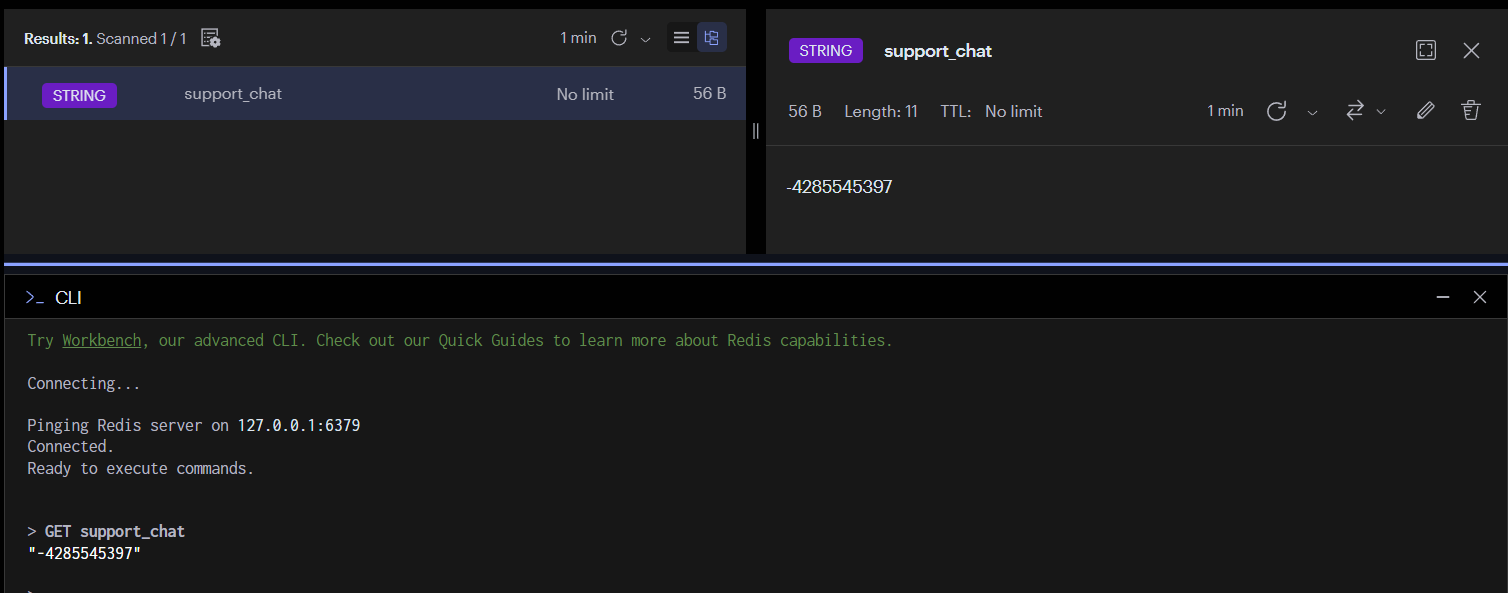 Results: 1. Scanned 1 / 1
1 min
STRING
support_chat
No limit
56 B
STRING
support_chat
56 B
Length: 11
TTL:
No limit
1 min
-4285545397
>_ CLI
Try Workbench, our advanced CLI. Check out our Quick Guides to learn more about Redis capabilities.
Connecting...
Pinging Redis server on 127.0.0.1:6379
Connected.
Ready to execute commands.
> GET support_chat
"-4285545397"
>